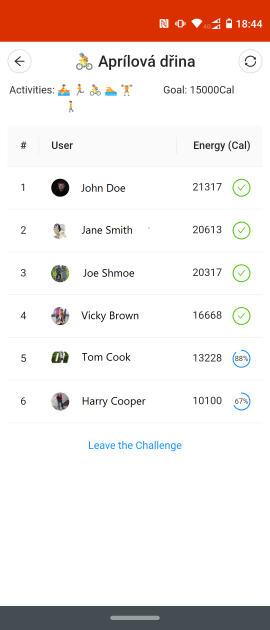 18:44
Aprílová dřina
Activities: Goal: 15000Cal
# User Energy (Cal)
1 John Doe 21317
2 Jane Smith 20613
3 Joe Shmoe 20317
4 Vicky Brown 16668
5 Tom Cook 13228 88%
6 Harry Cooper 10100 67%
Leave the Challenge